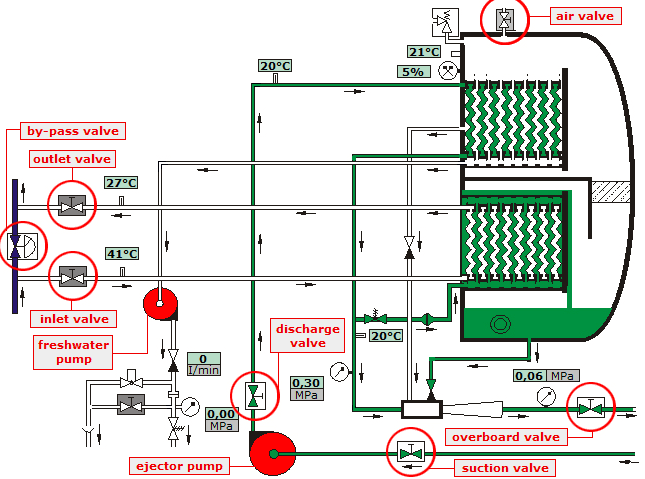 air valve
21°C
20°C
5%
by-pass valve
outlet valve
27°C
41°C
inlet valve
discharge
valve
freshwater
pump
20°C
0
l/min
0,30
MPa
0,06 MPa
0,00
MPa
overboard valve
ejector pump
suction valve